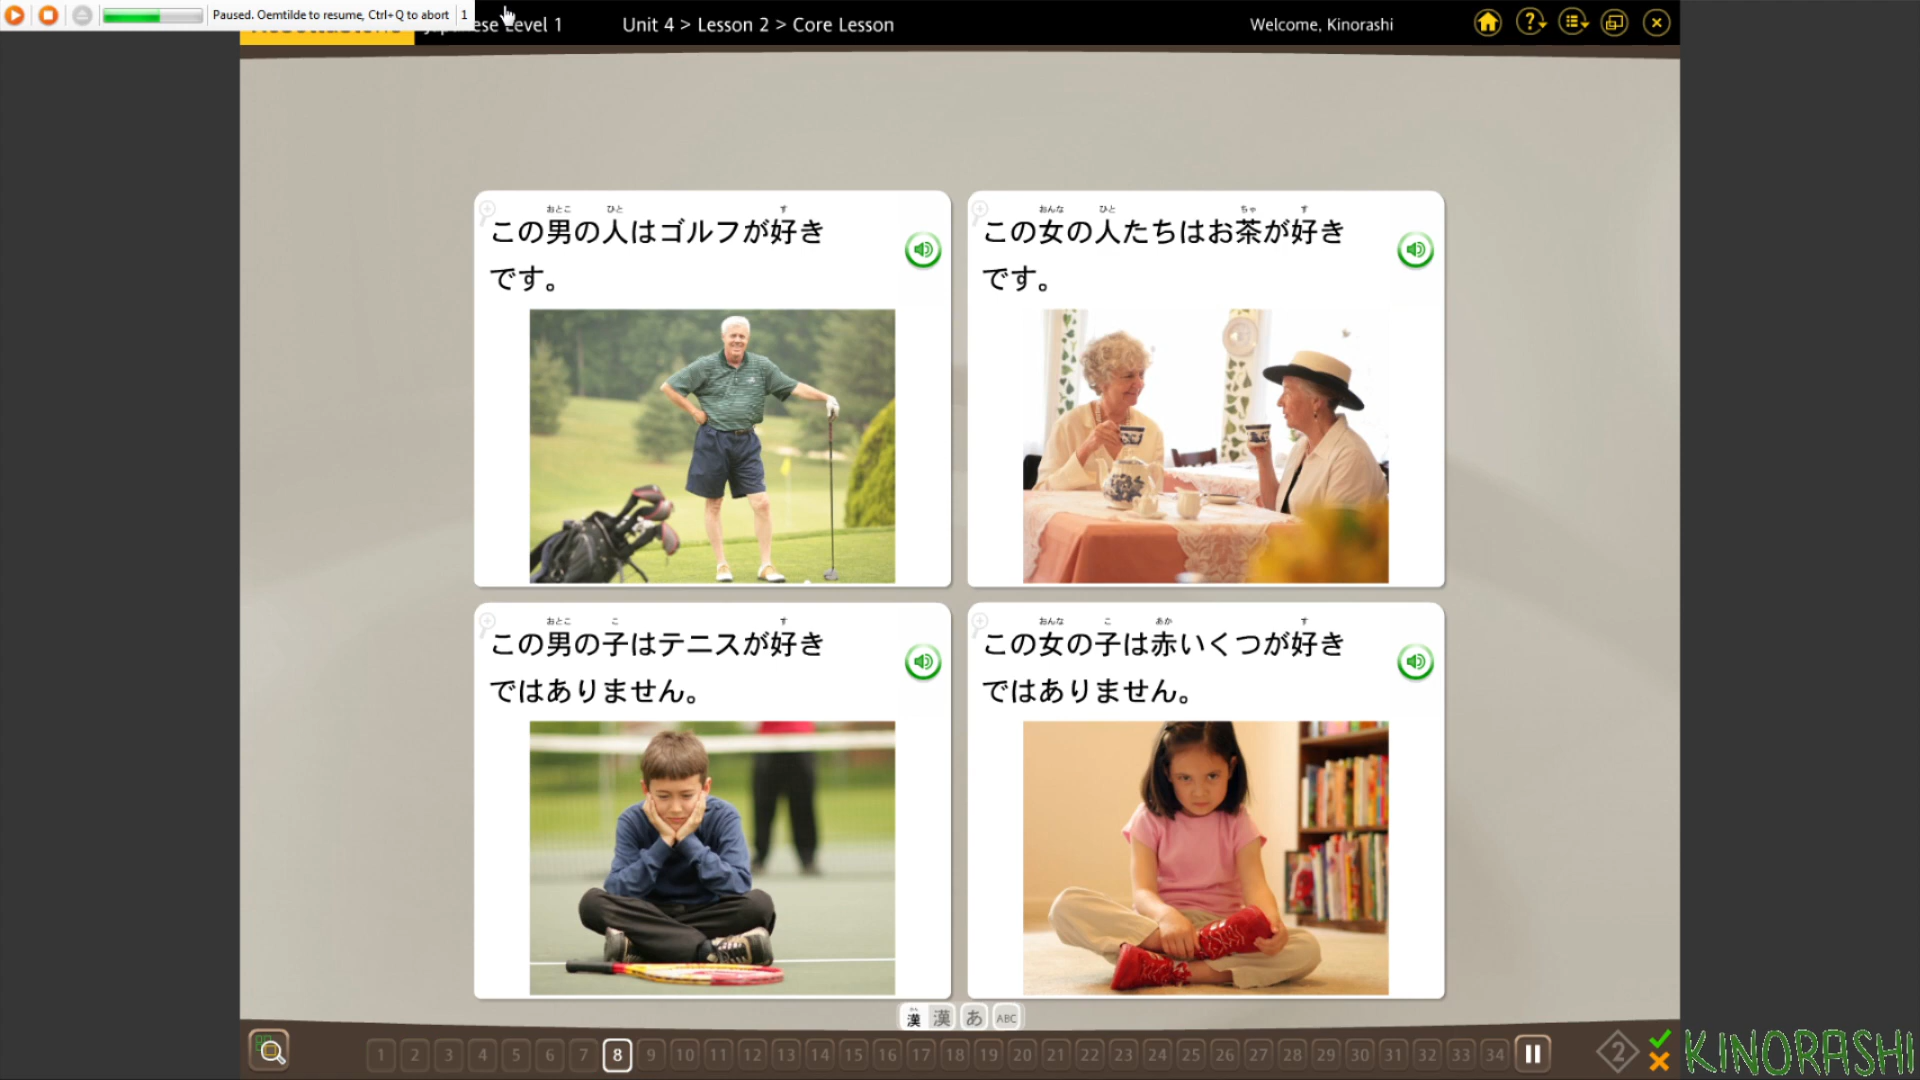 Paused. Oemtilde to resume, Ctrl+Q to abort 1
Level 1
Unit 4 > Lesson 2 > Core Lesson
Welcome, Kinorashi
この男の人はゴルフが好き
おとこ ひと す
です。
この女の人たちはお茶が好き
おんな ひと ちゃ す
です。
この男の子はテニスが好き
おとこ こ す
ではありません。
この女の子は赤いくつが好き
おんな こ あか す
ではありません。
漢 漢 あ ABC
かん
1 2 3 4 5 6 7 8 9 10 11 12 13 14 15 16 17 18 19 20 21 22 23 24 25 26 27 28 29 30 31 32 33 34
2
KINORASHI